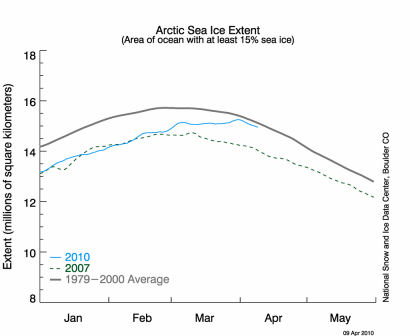 Arctic Sea Ice Extent
(Area of ocean with at least 15% sea ice)
Extent (millions of square kilometers)
18
16
14
12
10
8
2010
2007
1979−2000 Average
Jan Feb Mar Apr May
National Snow and Ice Data Center, Boulder CO
09 Apr 2010